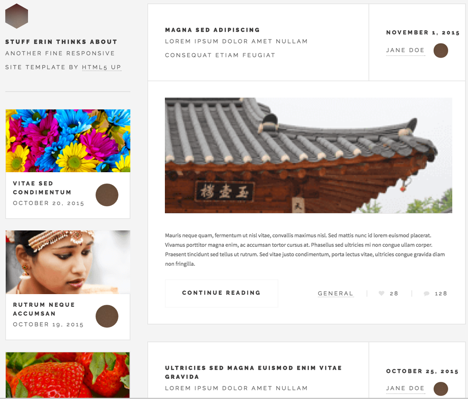 STUFF ERIN THINKS ABOUT
ANOTHER FINE RESPONSIVE
SITE TEMPLATE BY HTML5 UP
VITAE SED
CONDIMENTUM
OCTOBER 20, 2015
RUTRUM NEQUE
ACCUMSAN
OCTOBER 19, 2015
MAGNA SED ADIPISCING
LOREM IPSUM DOLOR AMET NULLAM
CONSEQUAT ETIAM FEUGIAT
NOVEMBER 1, 2015
JANE DOE
樓壹玉
Mauris neque quam, fermentum ut nisl vitae, convallis maximus nisl. Sed mattis nunc id lorem euismod placerat.
Vivamus porttitor magna enim, ac accumsan tortor cursus at. Phasellus sed ultricies mi non congue ullam corper.
Praesent tincidunt sed tellus ut rutrum. Sed vitae justo condimentum, porta lectus vitae, ultricies congue gravida diam
non fringilla.
CONTINUE READING
GENERAL
28
128
ULTRICIES SED MAGNA EUISMOD ENIM VITAE
GRAVIDA
LOREM IPSUM DOLOR AMET NULLAM
OCTOBER 25, 2015
JANE DOE